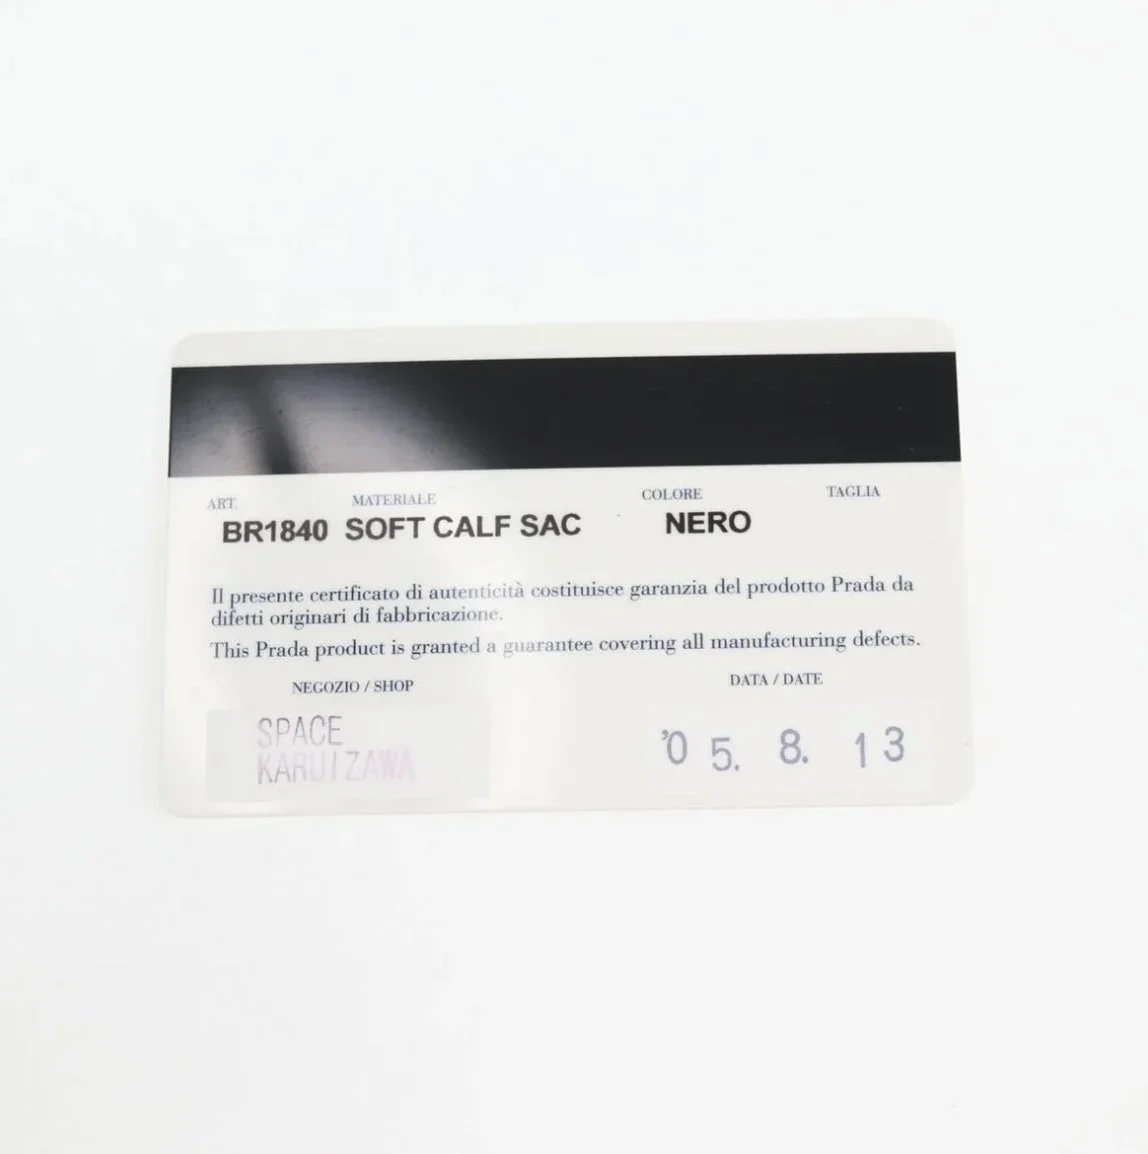 ART. MATERIALE COLORE TAGLIA
BR1840 SOFT CALF SAC NERO
Il presente certificato di autenticità costituisce garanzia del prodotto Prada da
difetti originari di fabbricazione.
This Prada product is granted a guarantee covering all manufacturing defects.
NEGOZIO / SHOP DATA / DATE
SPACE
KARUIZAWA
'05. 8. 13